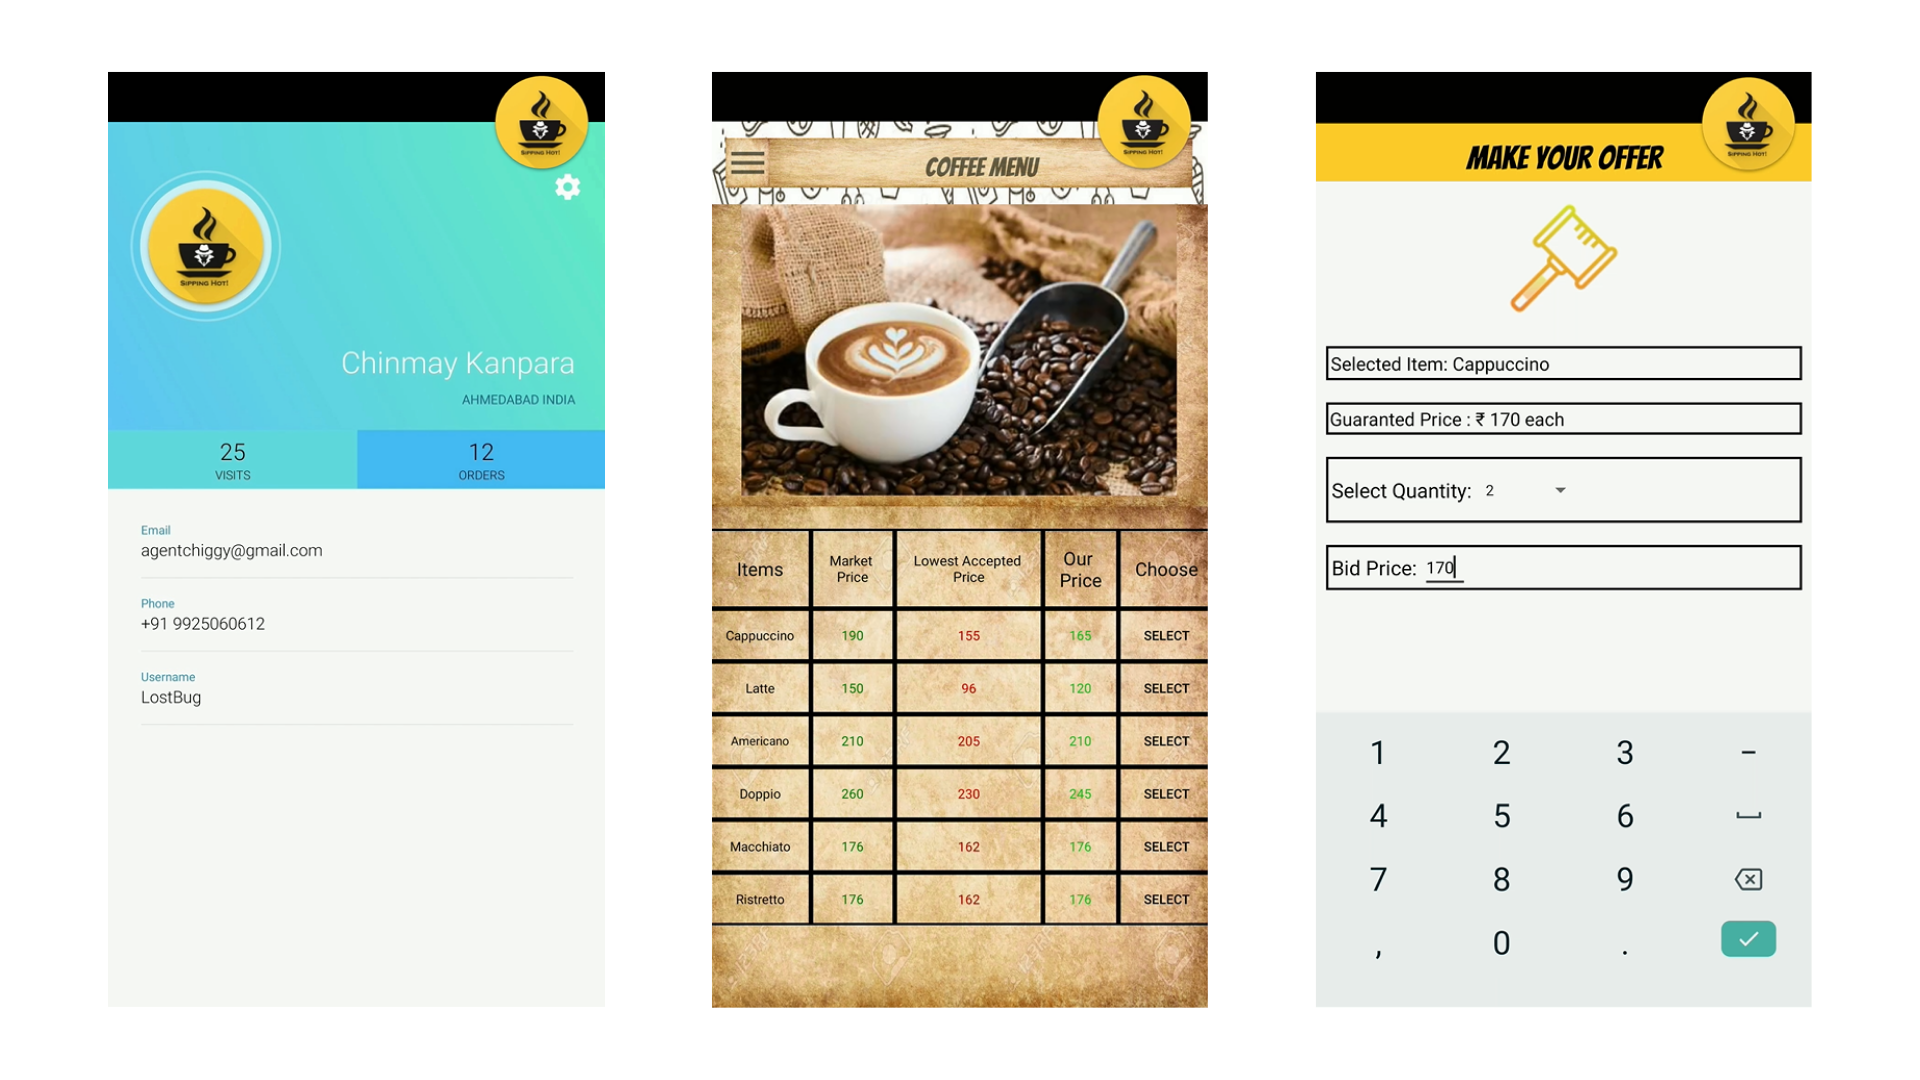 SIPPING HOT!
SIPPING HOT!
Chinmay Kanpara
AHMEDABAD INDIA
25
VISITS
12
ORDERS
Email
agentchiggy@gmail.com
Phone
+91 9925060612
Username
LostBug
SIPPING HOT!
COFFEE MENU
Items Market Price Lowest Accepted Price Our Price Choose
Cappuccino 190 155 165 SELECT
Latte 150 96 120 SELECT
Americano 210 205 210 SELECT
Doppio 260 230 245 SELECT
Macchiato 176 162 176 SELECT
Ristretto 176 162 176 SELECT
SIPPING HOT!
MAKE YOUR OFFER
Selected Item: Cappuccino
Guaranted Price : ₹ 170 each
Select Quantity: 2
Bid Price: 170
1 2 3 -
4 5 6
7 8 9
, 0 .